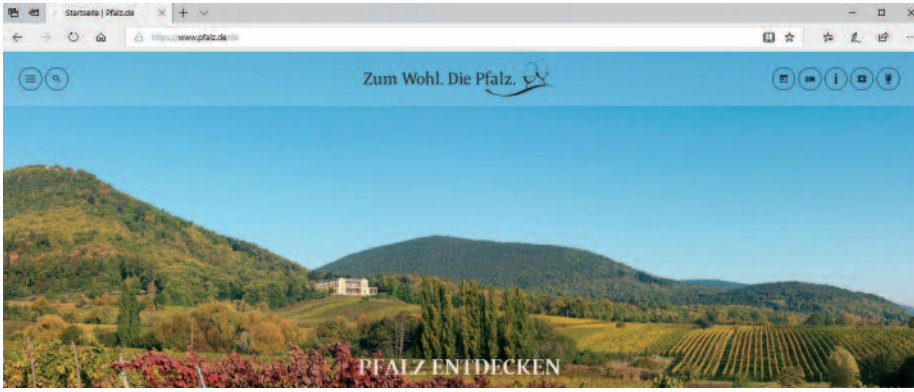 Startseite | Pfalz.de
https://www.pfalz.de/de
Zum Wohl. Die Pfalz.
PFALZ ENTDECKEN